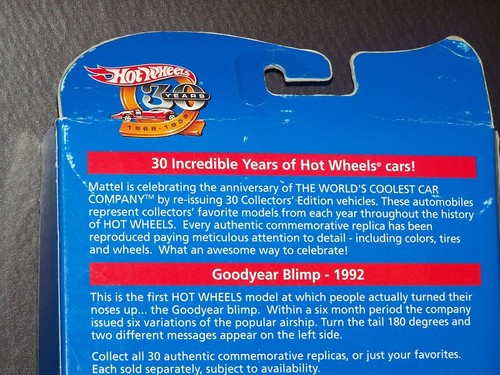 Hot Wheels
30
YEARS
1968-1998
30 Incredible Years of Hot Wheels® cars!
Mattel is celebrating the anniversary of THE WORLD'S COOLEST CAR
COMPANY™ by re-issuing 30 Collectors' Edition vehicles. These automobiles
represent collectors' favorite models from each year throughout the history
of HOT WHEELS. Every authentic commemorative replica has been
reproduced paying meticulous attention to detail - including colors, tires
and wheels. What an awesome way to celebrate!
Goodyear Blimp - 1992
This is the first HOT WHEELS model at which people actually turned their
noses up... the Goodyear blimp. Within a six month period the company
issued six variations of the popular airship. Turn the tail 180 degrees and
two different messages appear on the left side.
Collect all 30 authentic commemorative replicas, or just your favorites.
Each sold separately, subject to availability.